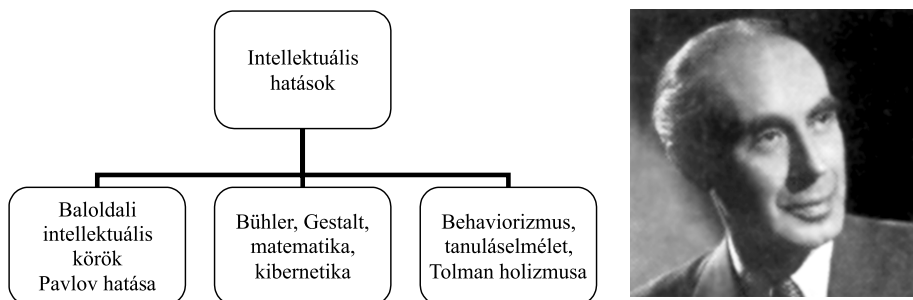 Intellektuális
hatások
Baloldali
intellektuális
körök
Pavlov hatása
Bühler, Gestalt,
matematika,
kibernetika
Behaviorizmus,
tanuláselmélet,
Tolman holizmusa